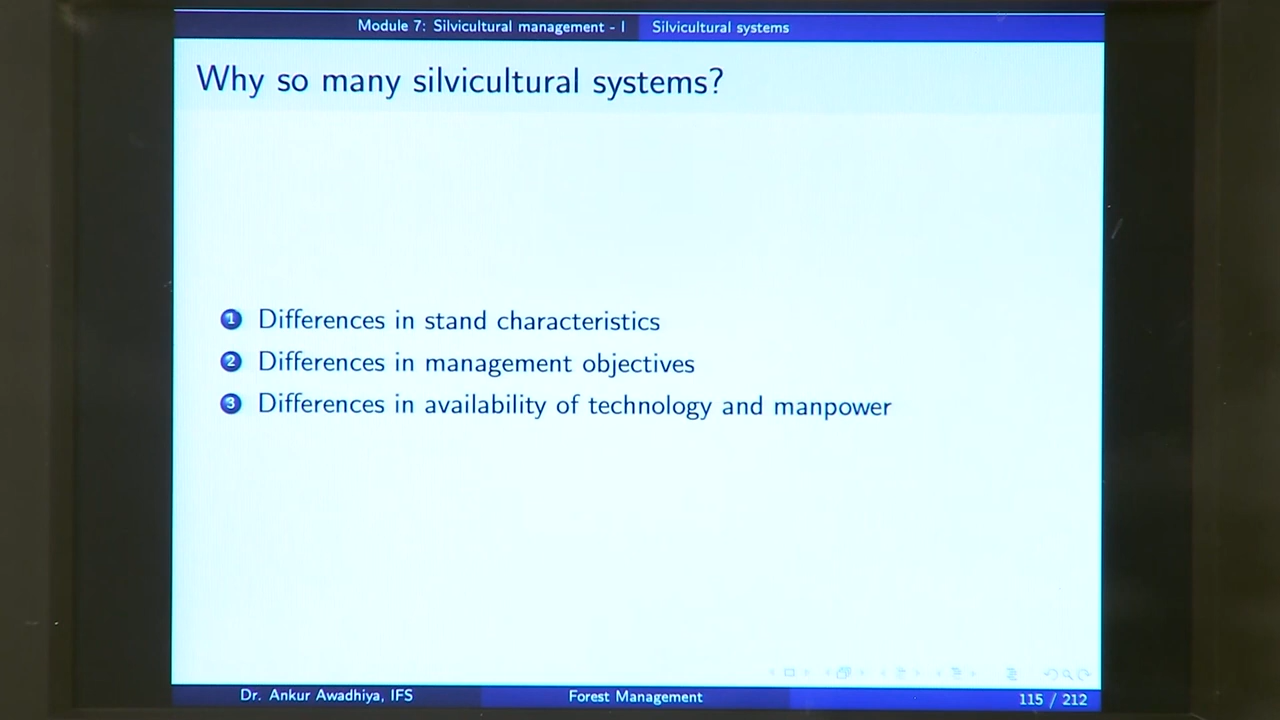 Module 7: Silvicultural management - I Silvicultural systems
Why so many silvicultural systems?
1 Differences in stand characteristics
2 Differences in management objectives
3 Differences in availability of technology and manpower
Dr. Ankur Awadhiya, IFS Forest Management 115 / 212